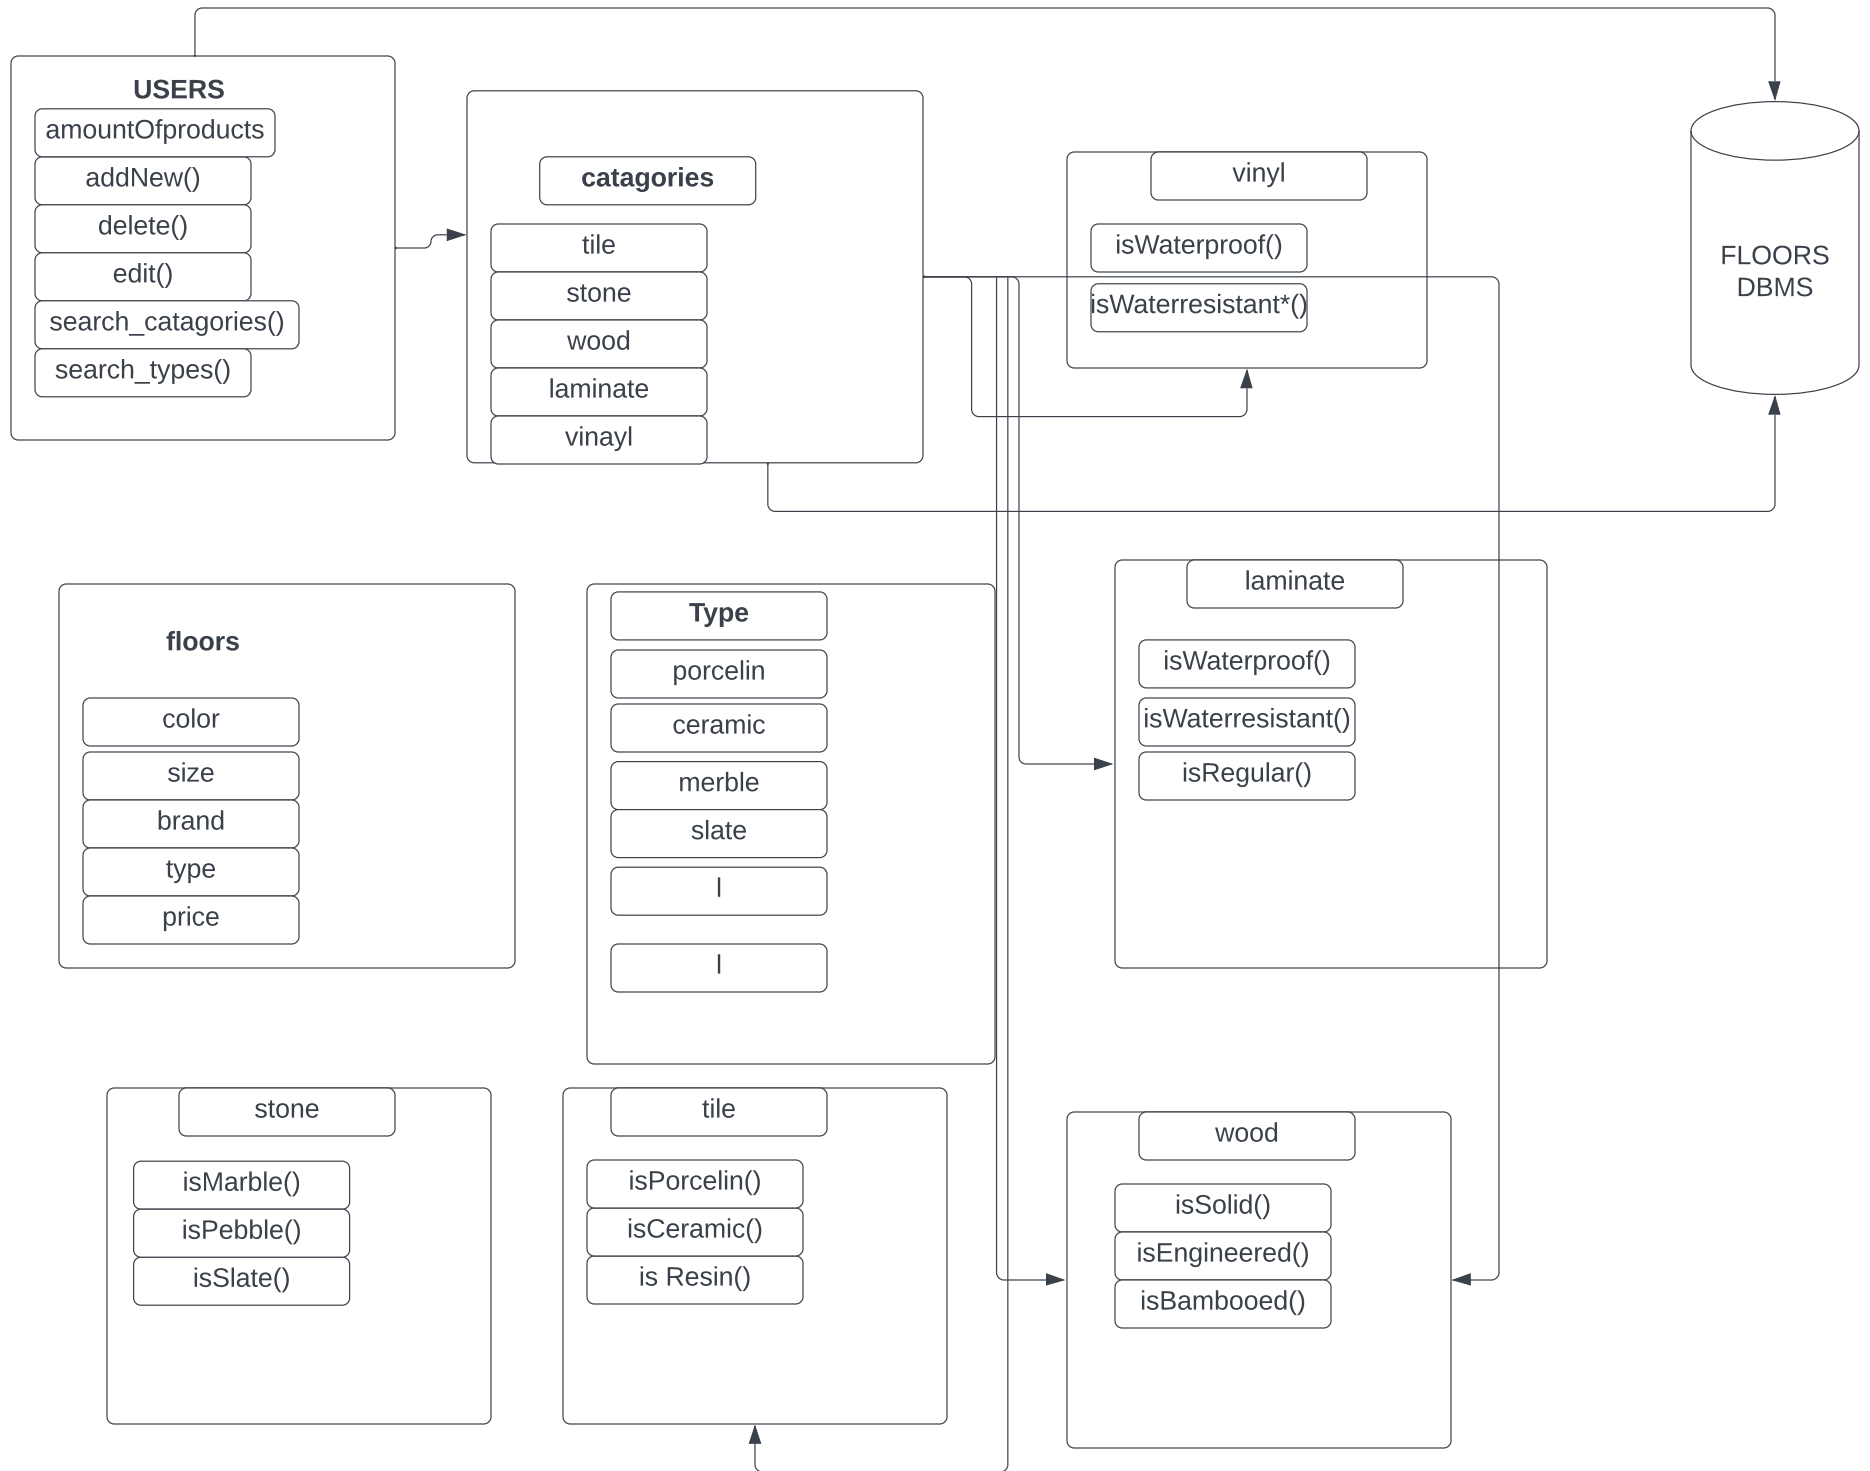 USERS
amountOfproducts
addNew()
delete()
edit()
search_catagories()
search_types()
catagories
tile
stone
wood
laminate
vinayl
vinyl
isWaterproof()
isWaterresistant*()
FLOORS
DBMS
floors
color
size
brand
type
price
Type
porcelin
ceramic
merble
slate
l
l
laminate
isWaterproof()
isWaterresistant()
isRegular()
stone
isMarble()
isPebble()
isSlate()
tile
isPorcelin()
isCeramic()
is Resin()
wood
isSolid()
isEngineered()
isBambooed()